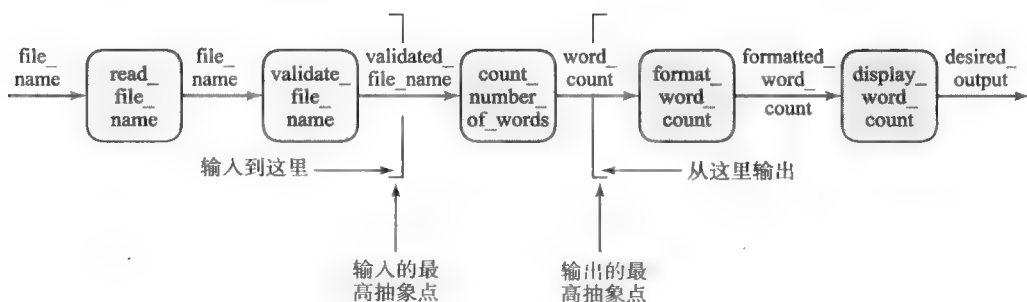 file_
name
read_
file_
name
file_
name
validate_
file_
name
validated_
file_name
count_
number_
of_words
word_
count
format_
word_
count
formatted_
word_
count
display_
word_
count
desired_
output
输入到这里
从这里输出
输入的最
高抽象点
输出的最
高抽象点